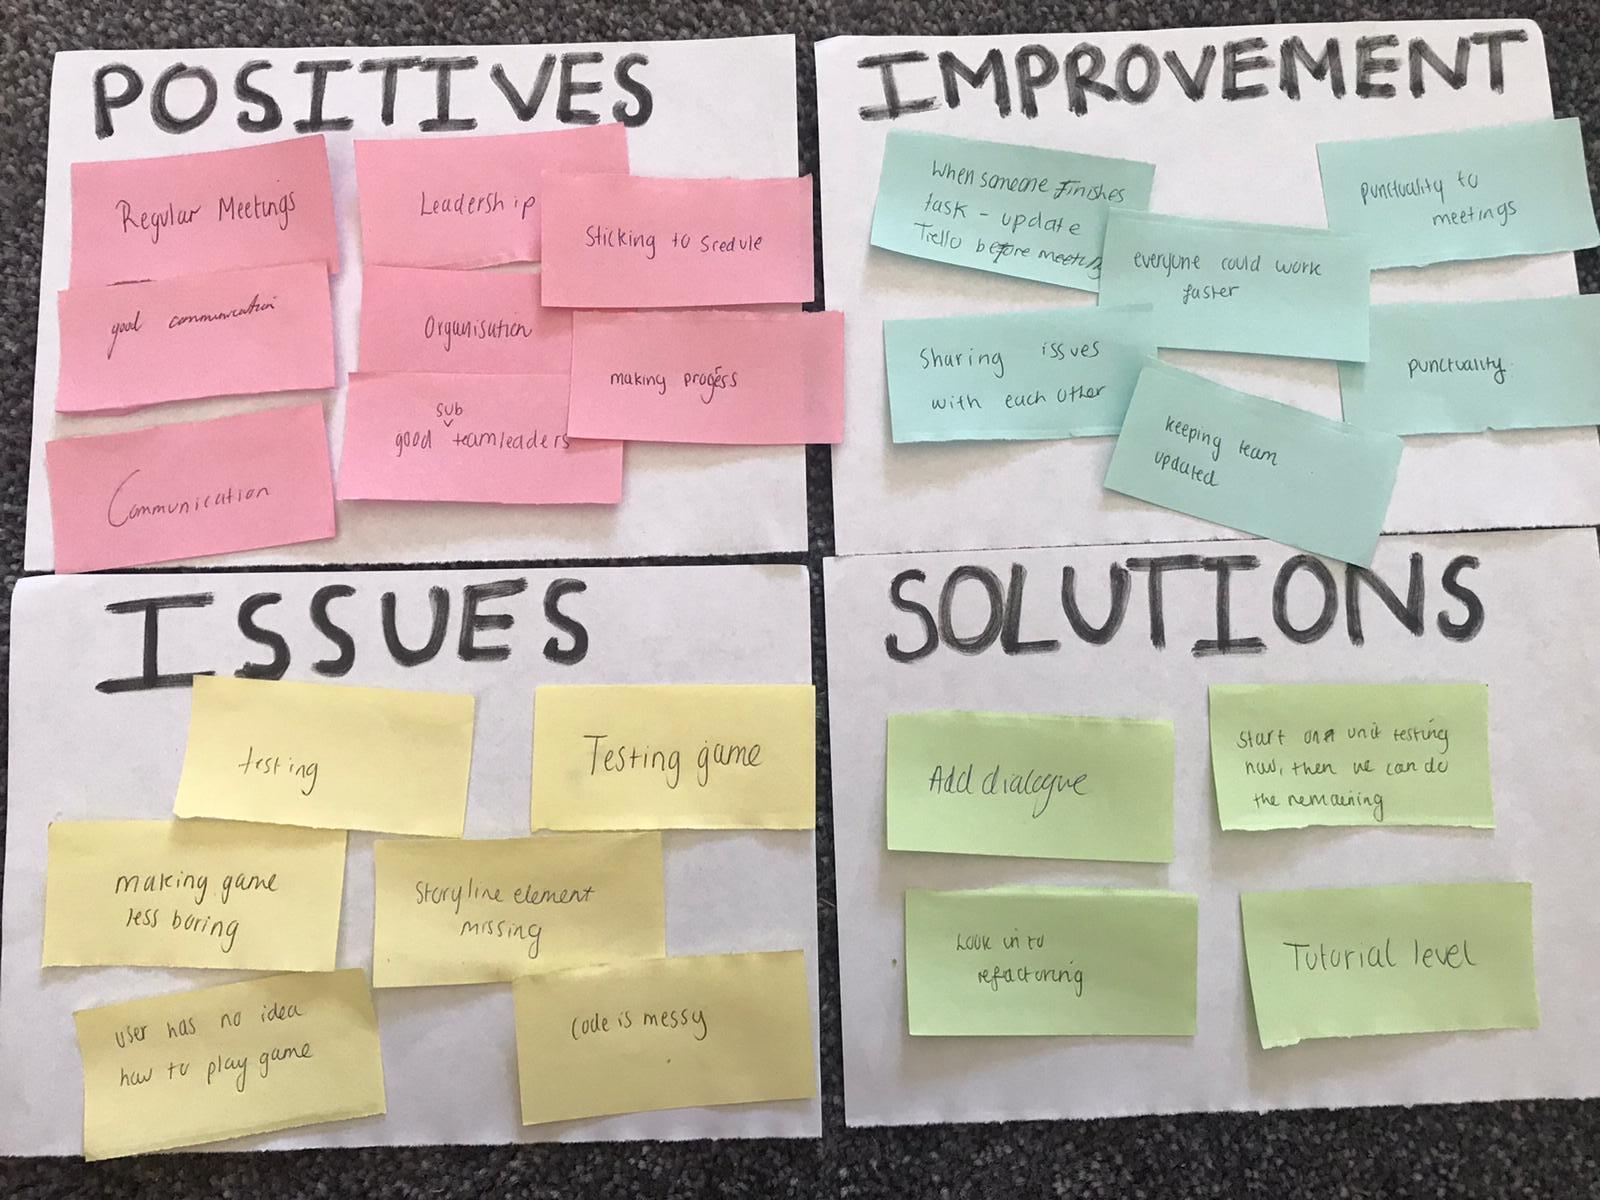 POSITIVES
Regular Meetings
Leadership
Sticking to Scedule
good communication
Organisation
making progess
Communication
sub
good teamleaders
IMPROVEMENT
When someone Finishes
task - update
Trello before meeting
punctuality to
meetings
everyone could work
faster
Sharing issues
with each other
punctuality.
keeping team
updated
ISSUES
testing
Testing game
making game
less boring
Storyline element
missing
user has no idea
how to play game
Code is messy
SOLUTIONS
Add dialogue
Start unit testing
now, then we can do
the remaining
Look into
refactoring
Tutorial level